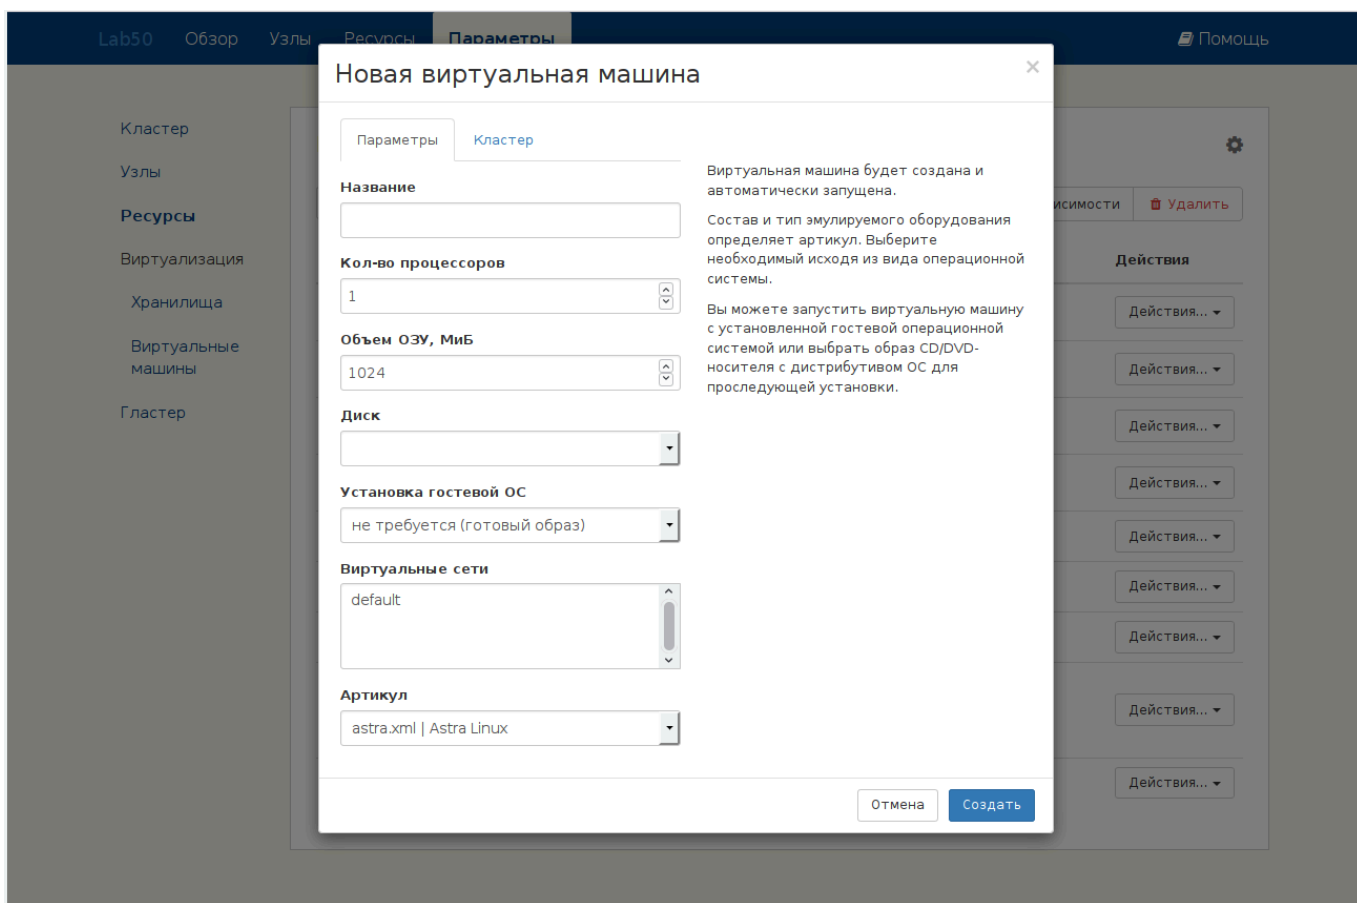 Lab50 Обзор Узлы Ресурсы Параметры Помощь
Новая виртуальная машина ×
Кластер
Узлы
Ресурсы
Виртуализация
Хранилища
Виртуальные
машины
Гластер
Параметры Кластер
Название
Кол-во процессоров
1
Объем ОЗУ, МиБ
1024
Диск
Установка гостевой ОС
не требуется (готовый образ)
Виртуальные сети
default
Артикул
astra.xml | Astra Linux
Виртуальная машина будет создана и
автоматически запущена.
Состав и тип эмулируемого оборудования
определяет артикул. Выберите
необходимый исходя из вида операционной
системы.
Вы можете запустить виртуальную машину
с установленной гостевой операционной
системой или выбрать образ CD/DVD-
носителя с дистрибутивом ОС для
проследующей установки.
Отмена Создать
Удалить
Действия
Действия...
Действия...
Действия...
Действия...
Действия...
Действия...
Действия...
Действия...
Действия...